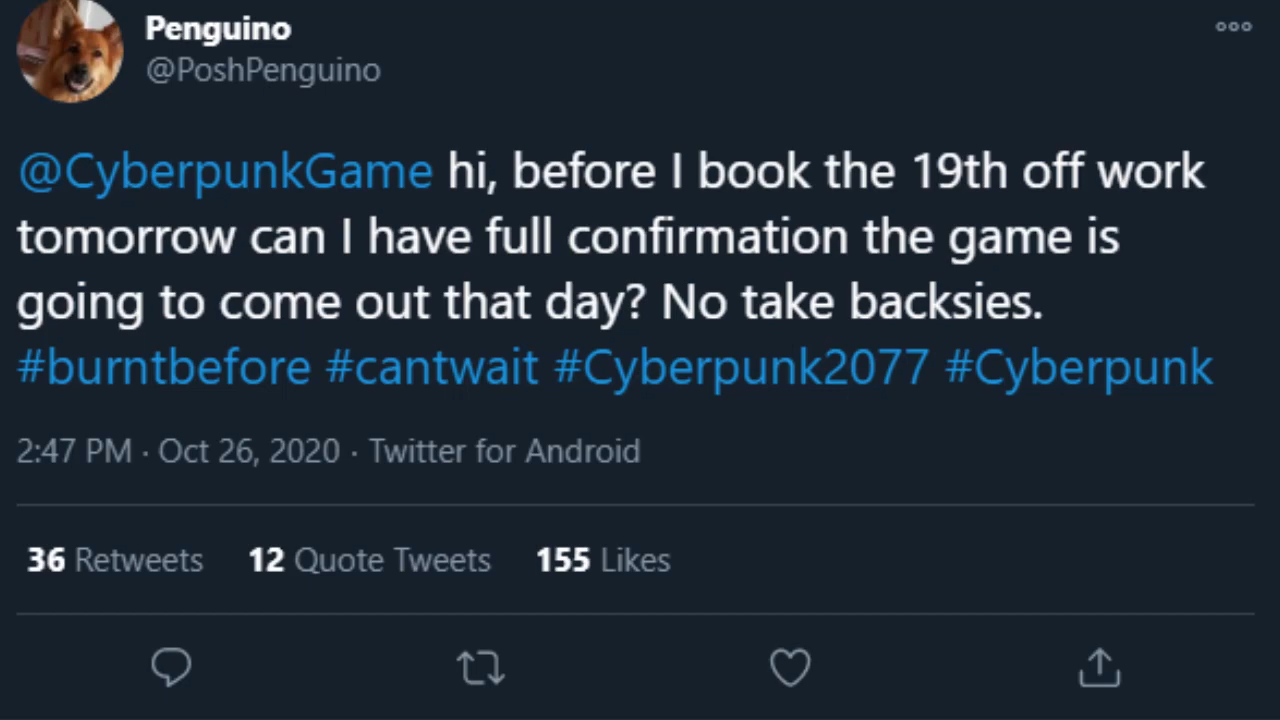 Penguino
@PoshPenguino
@CyberpunkGame hi, before I book the 19th off work
tomorrow can I have full confirmation the game is
going to come out that day? No take backsies.
#burntbefore #cantwait #Cyberpunk2077 #Cyberpunk
2:47 PM · Oct 26, 2020 · Twitter for Android
36 Retweets 12 Quote Tweets 155 Likes